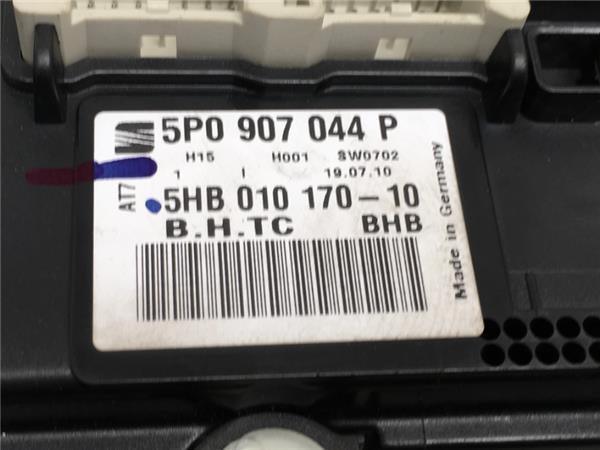 5P0 907 044 P
H15 H001 SW0702
1 I 19.07.10
AT7
5HB 010 170-10
B.H.TC BHB
Made in Germany